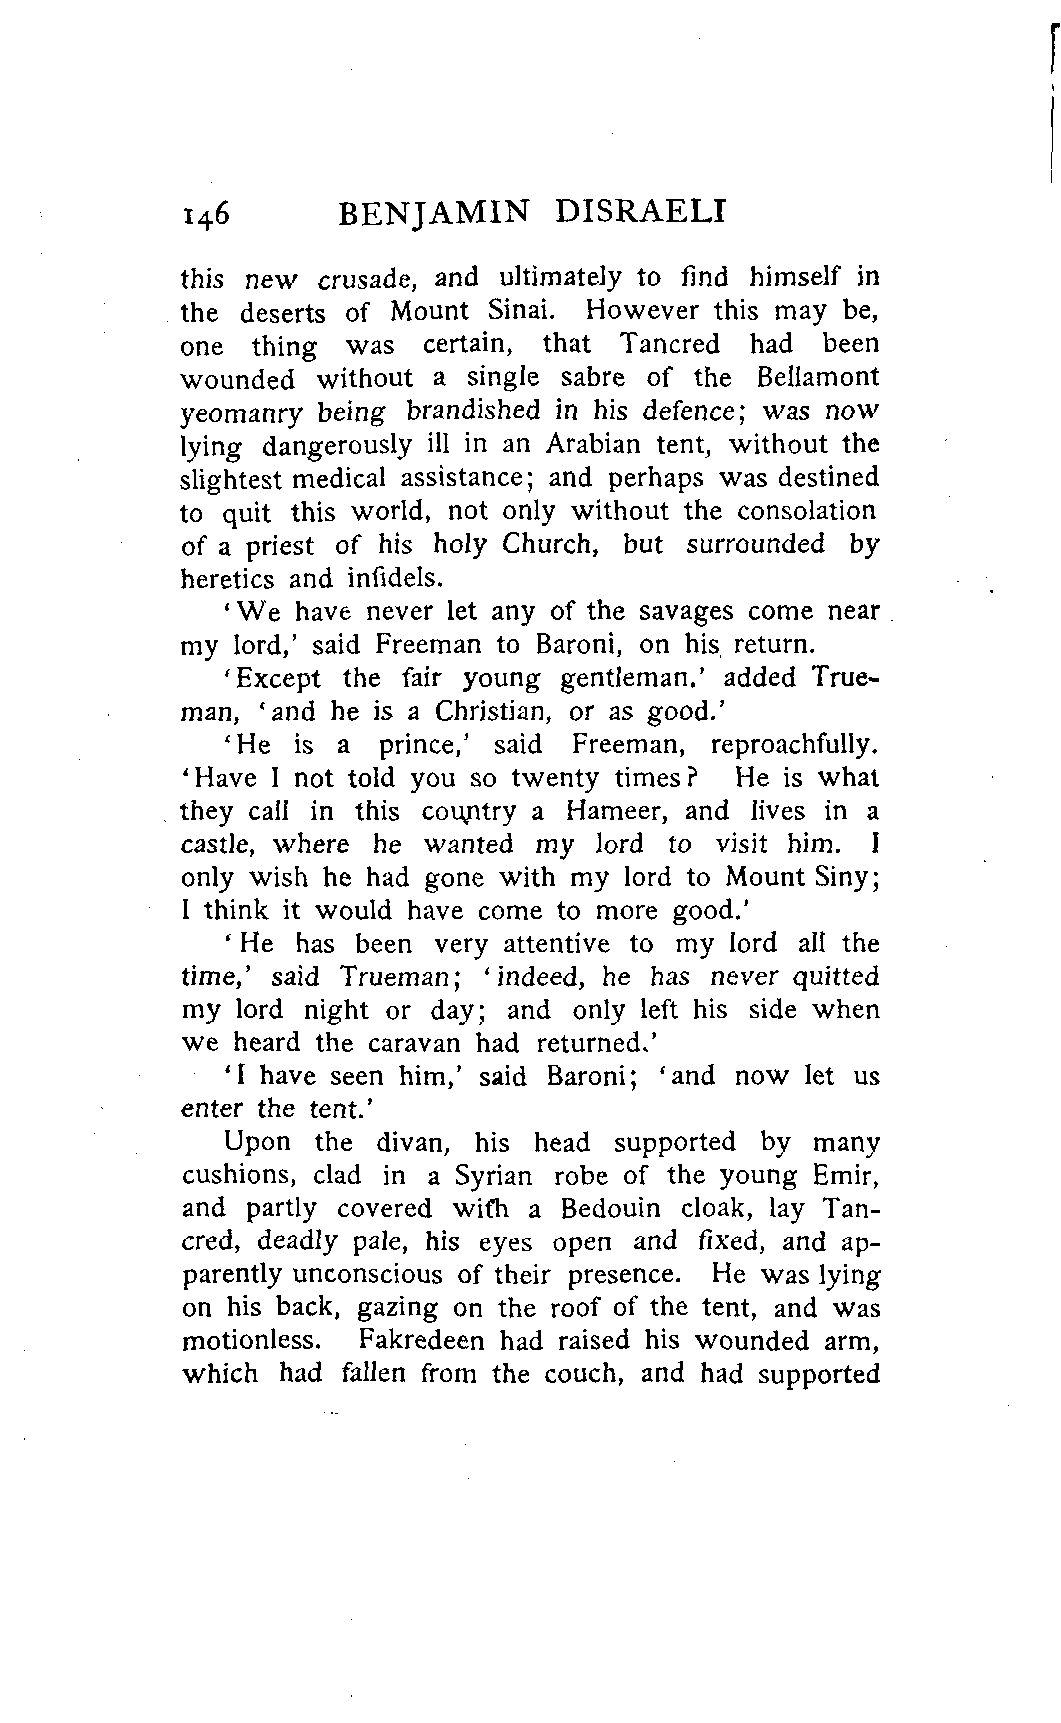 146 BENJAMIN DISRAELI
this new crusade, and ultimately to find himself in
the deserts of Mount Sinai. However this may be,
one thing was certain, that Tancred had been
wounded without a single sabre of the Bellamont
yeomanry being brandished in his defence; was now
lying dangerously ill in an Arabian tent, without the
slightest medical assistance; and perhaps was destined
to quit this world, not only without the consolation
of a priest of his holy Church, but surrounded by
heretics and infidels.
‘We have never let any of the savages come near
my lord,’ said Freeman to Baroni, on his return.
‘Except the fair young gentleman.’ added True-
man, ‘and he is a Christian, or as good.’
‘He is a prince,’ said Freeman, reproachfully.
‘Have I not told you so twenty times? He is what
they call in this country a Hameer, and lives in a
castle, where he wanted my lord to visit him. I
only wish he had gone with my lord to Mount Siny;
I think it would have come to more good.’
‘He has been very attentive to my lord all the
time,’ said Trueman; ‘indeed, he has never quitted
my lord night or day; and only left his side when
we heard the caravan had returned.’
‘I have seen him,’ said Baroni; ‘and now let us
enter the tent.’
Upon the divan, his head supported by many
cushions, clad in a Syrian robe of the young Emir,
and partly covered with a Bedouin cloak, lay Tan-
cred, deadly pale, his eyes open and fixed, and ap-
parently unconscious of their presence. He was lying
on his back, gazing on the roof of the tent, and was
motionless. Fakredeen had raised his wounded arm,
which had fallen from the couch, and had supported